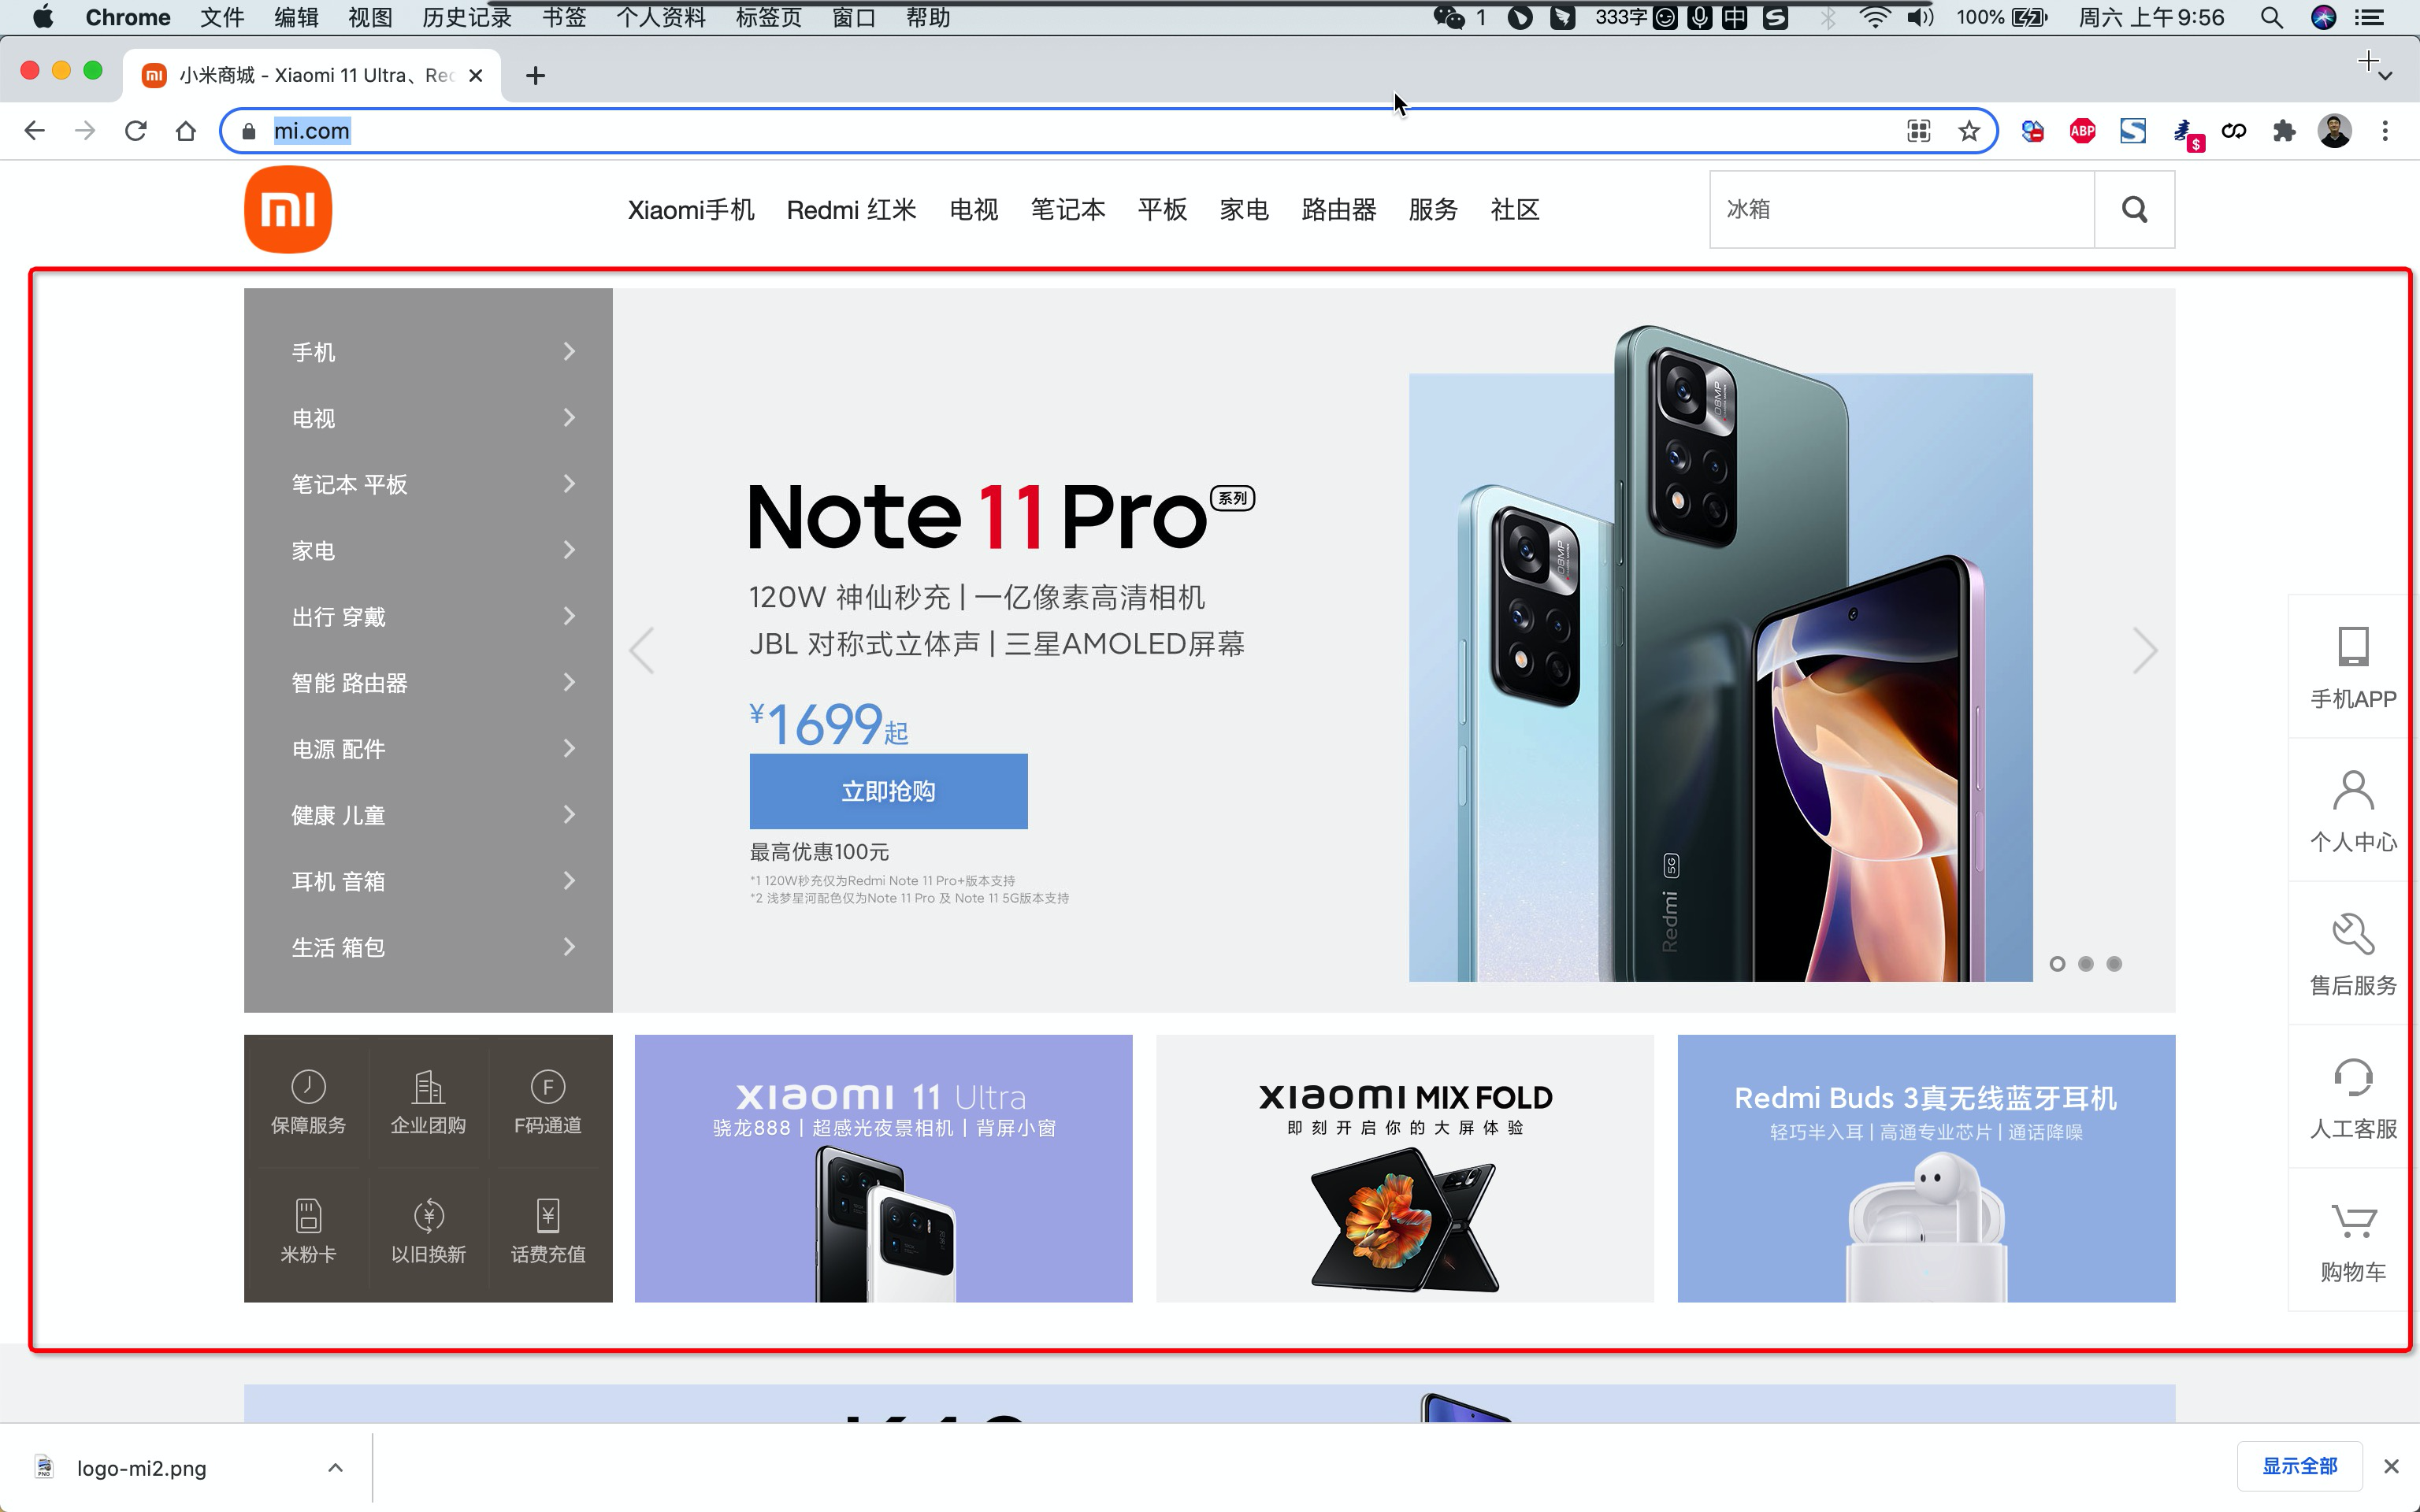 Chrome 文件 编辑 视图 历史记录 书签 个人资料 标签页 窗口 帮助 1 333字 中 S 100% 周六 上午9:56
小米商城 - Xiaomi 11 Ultra、Rec
mi.com
ABP
S
$
mi
Xiaomi手机 Redmi 红米 电视 笔记本 平板 家电 路由器 服务 社区
冰箱
手机
电视
笔记本 平板
家电
出行 穿戴
智能 路由器
电源 配件
健康 儿童
耳机 音箱
生活 箱包
Note 11 Pro 系列
120W 神仙秒充 | 一亿像素高清相机
JBL 对称式立体声 | 三星AMOLED屏幕
¥1699起
立即抢购
最高优惠100元
*1 120W秒充仅为Redmi Note 11 Pro+版本支持
*2 浅梦星河配色仅为Note 11 Pro 及 Note 11 5G版本支持
Redmi 5G
手机APP
个人中心
售后服务
人工客服
购物车
保障服务 企业团购 F码通道
米粉卡 以旧换新 话费充值
xiaomi 11 Ultra
骁龙888 | 超感光夜景相机 | 背屏小窗
xiaomi MIX FOLD
即刻开启你的大屏体验
Redmi Buds 3真无线蓝牙耳机
轻巧半入耳 | 高通专业芯片 | 通话降噪
logo-mi2.png
显示全部